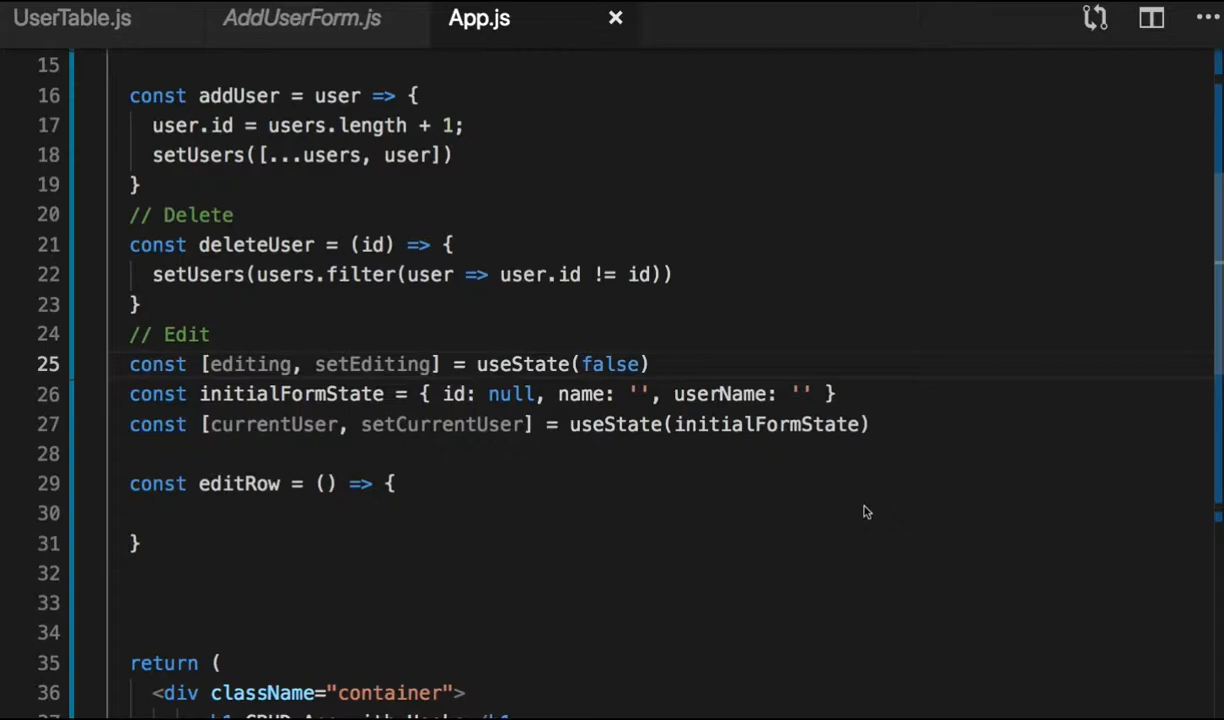 UserTable.js AddUserForm.js App.js
15
16 const addUser = user => {
17 user.id = users.length + 1;
18 setUsers([...users, user])
19 }
20 // Delete
21 const deleteUser = (id) => {
22 setUsers(users.filter(user => user.id != id))
23 }
24 // Edit
25 const [editing, setEditing] = useState(false)
26 const initialFormState = { id: null, name: '', userName: '' }
27 const [currentUser, setCurrentUser] = useState(initialFormState)
28
29 const editRow = () => {
30
31 }
32
33
34
35 return (
36 <div className="container">